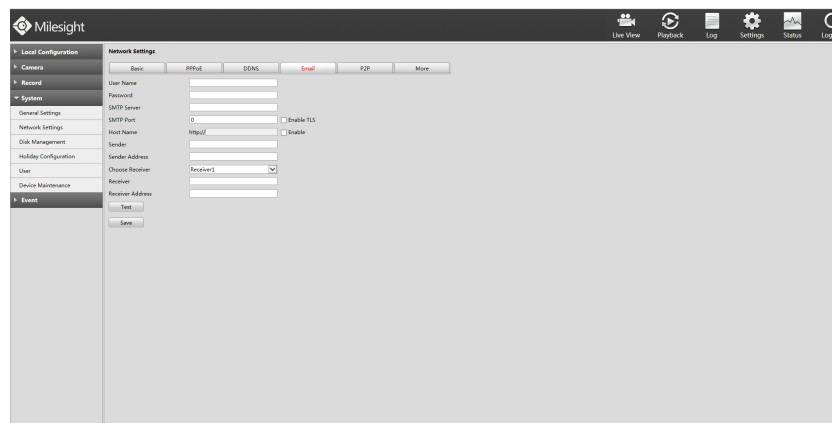 Milesight
Live View
Playback
Log
Settings
Status
Local Configuration
Camera
Record
System
General Settings
Network Settings
Disk Management
Holiday Configuration
User
Device Maintenance
Event
Network Settings
Basic
PPPoE
DDNS
Email
P2P
More
User Name
Password
SMTP Server
SMTP Port 0 Enable TLS
Host Name http:// Enable
Sender
Sender Address
Choose Receiver Receiver1
Receiver
Receiver Address
Test
Save